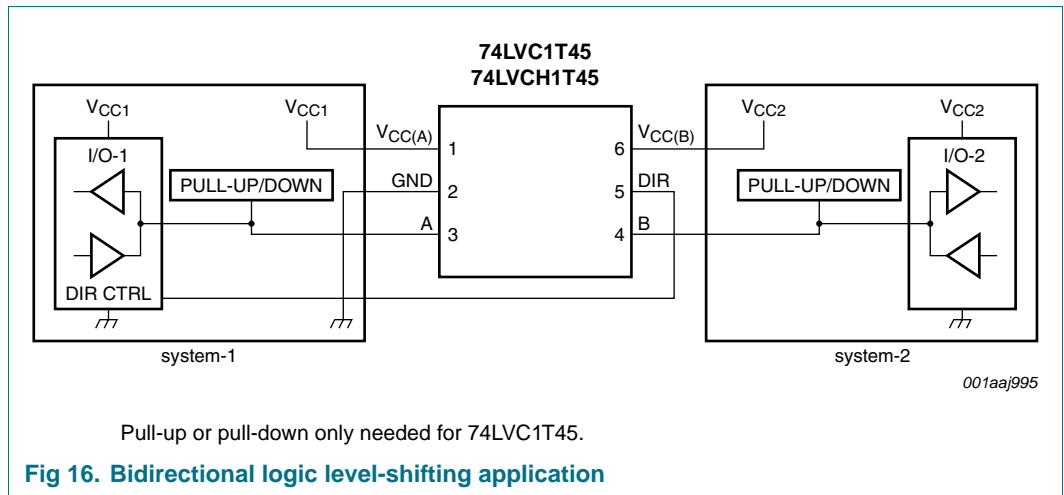 74LVC1T45
74LVCH1T45
VCC1
VCC1
I/O-1
PULL-UP/DOWN
DIR CTRL
system-1
VCC(A)
1
GND
2
A
3
6
VCC(B)
5
DIR
4
B
VCC2
VCC2
PULL-UP/DOWN
I/O-2
system-2
001aaj995
Pull-up or pull-down only needed for 74LVC1T45.
Fig 16. Bidirectional logic level-shifting application